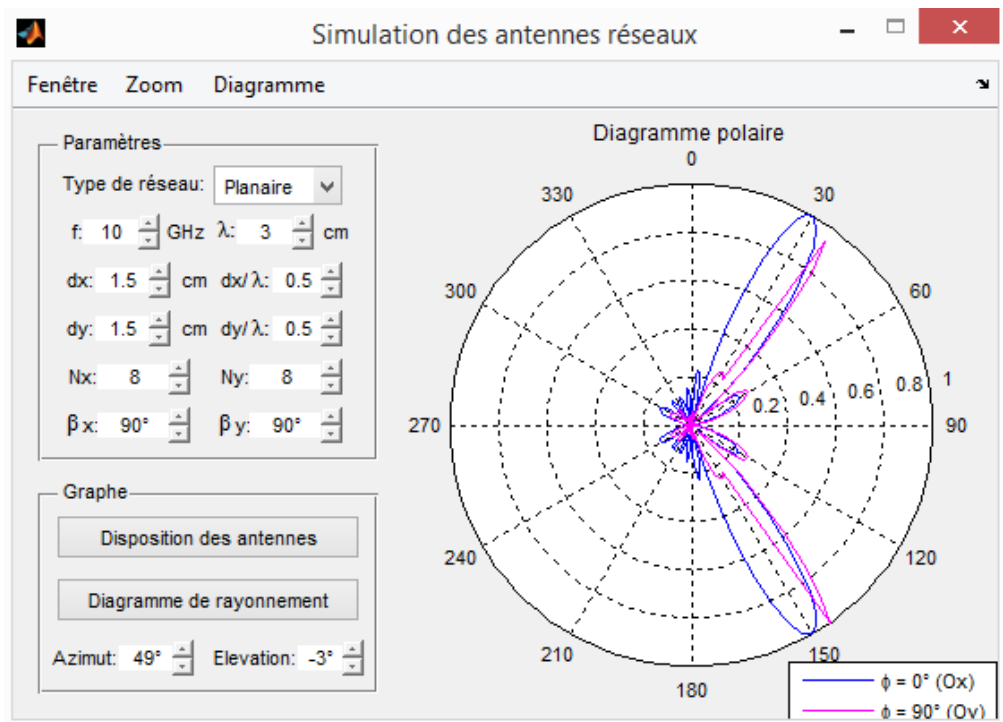 Simulation des antennes réseaux
Fenêtre Zoom Diagramme
Paramètres
Type de réseau: Planaire
f: 10 GHz λ: 3 cm
dx: 1.5 cm dx/λ: 0.5
dy: 1.5 cm dy/λ: 0.5
Nx: 8 Ny: 8
βx: 90° βy: 90°
Graphe
Disposition des antennes
Diagramme de rayonnement
Azimut: 49° Elevation: -3°
Diagramme polaire
0
330 30
300 60
270 0.2 0.4 0.6 0.8 1 90
240 120
210 150
180
ϕ = 0° (Ox)
ϕ = 90° (Oy)